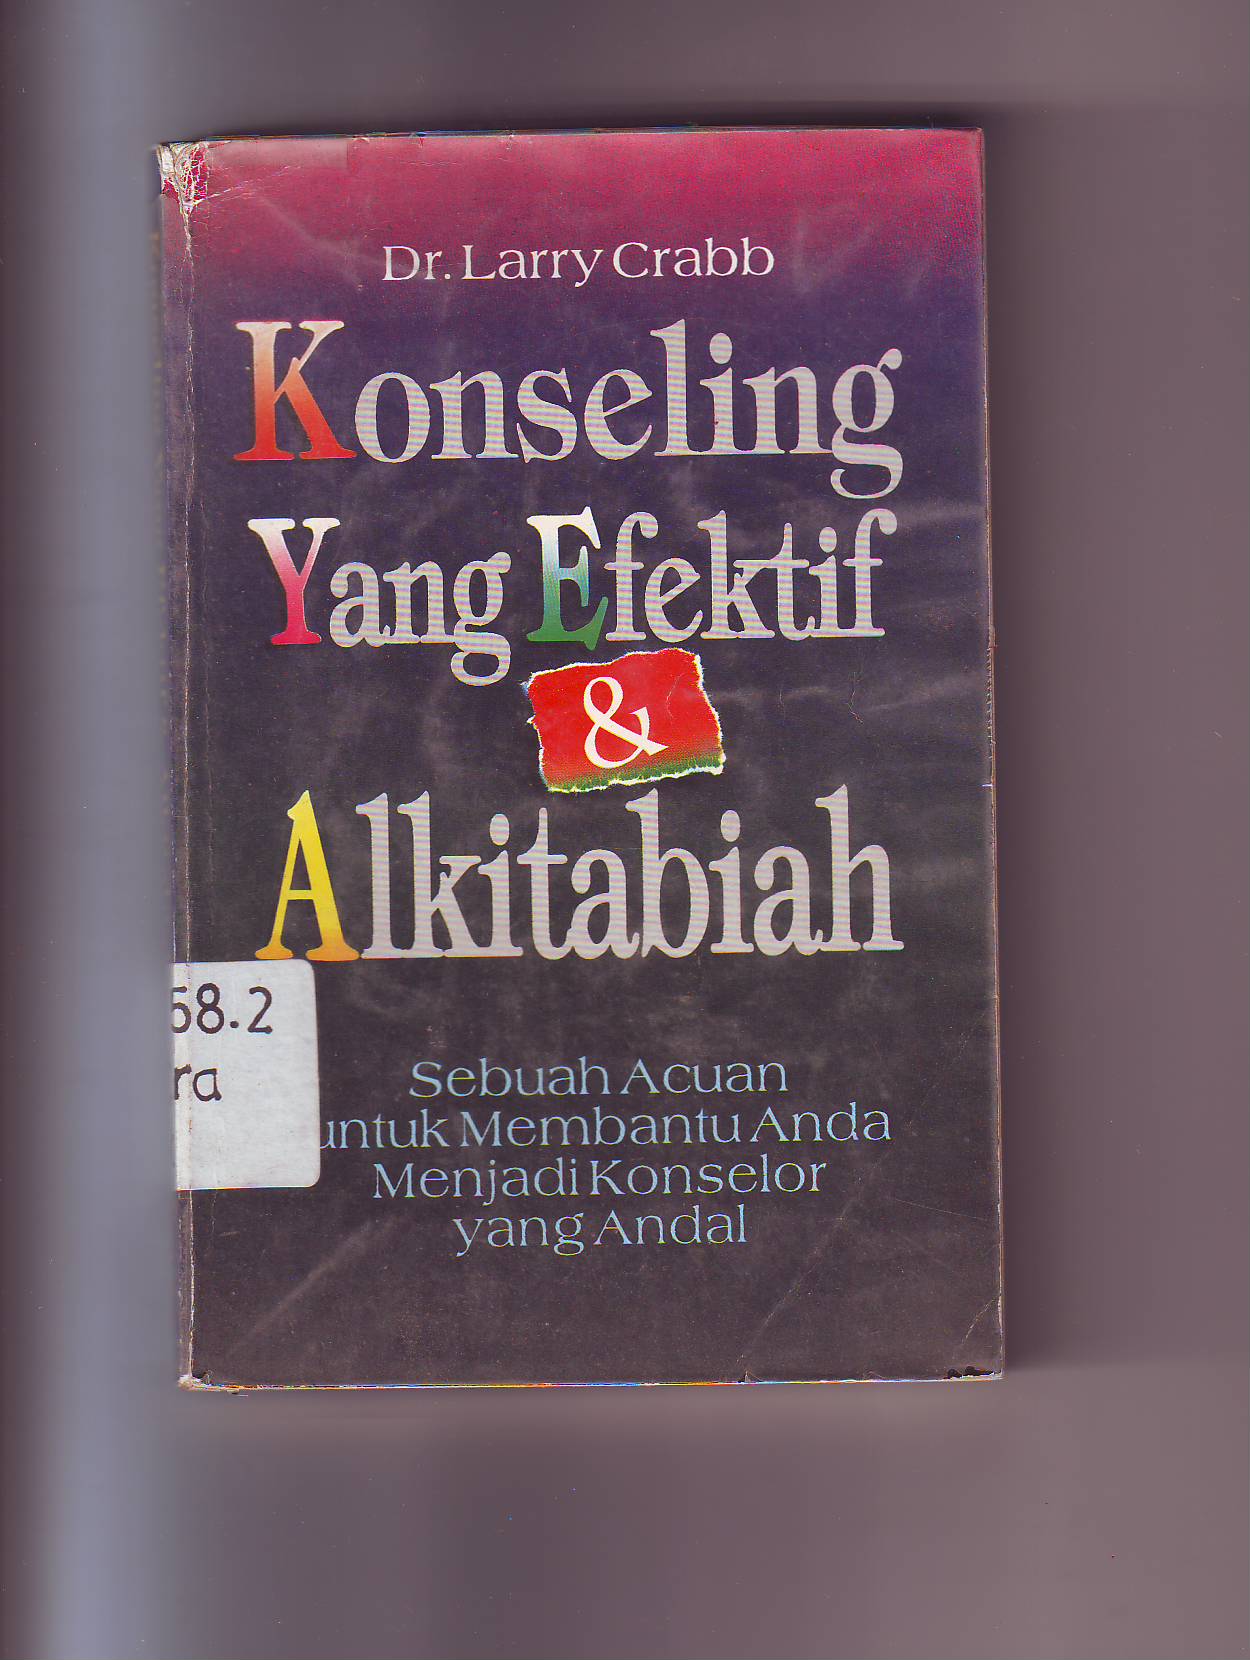 Dr. Larry Crabb
Konseling
Yang Efektif
&
Alkitabiah
58.2
ra
Sebuah Acuan
untuk Membantu Anda
Menjadi Konselor
yang Andal